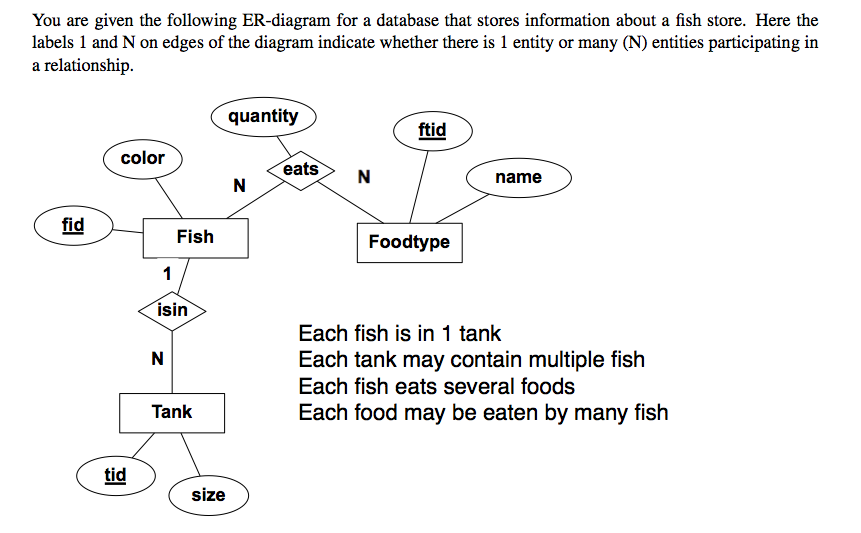 You are given the following ER-diagram for a database that stores information about a fish store. Here the
labels 1 and N on edges of the diagram indicate whether there is 1 entity or many (N) entities participating in
a relationship.
quantity
ftid
color
eats
N
N
name
fid
Fish
Foodtype
1
isin
Each fish is in 1 tank
N
Each tank may contain multiple fish
Each fish eats several foods
Tank
Each food may be eaten by many fish
tid
size